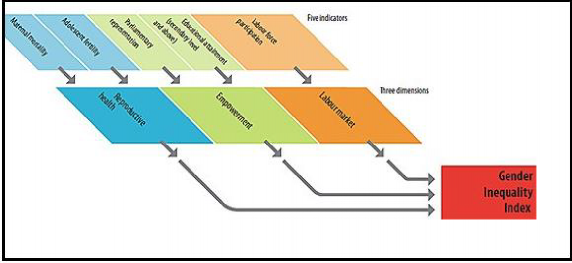 Maternal mortality
Adolescent fertility
Parliamentary
representation
Educational attainment
(secondary level
and above)
Labour force
participation
Five indicators
Reproductive
health
Empowerment
Labour market
Three dimensions
Gender
Inequality
Index